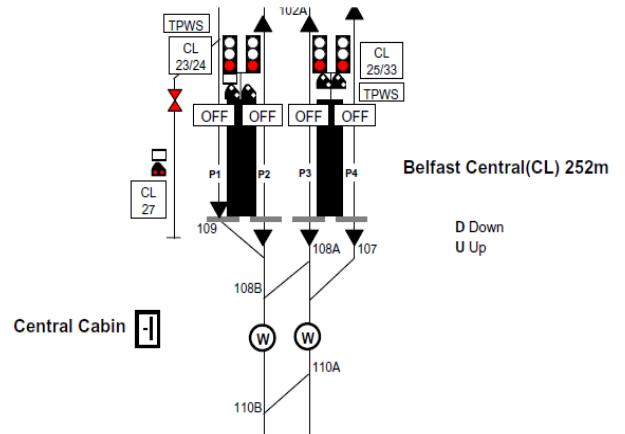 102A
TPWS
CL
23/24
CL
25/33
TPWS
OFF
OFF
OFF
OFF
P1
P2
P3
P4
Belfast Central(CL) 252m
CL
27
109
108A
107
D Down
U Up
108B
Central Cabin
W
W
110A
110B